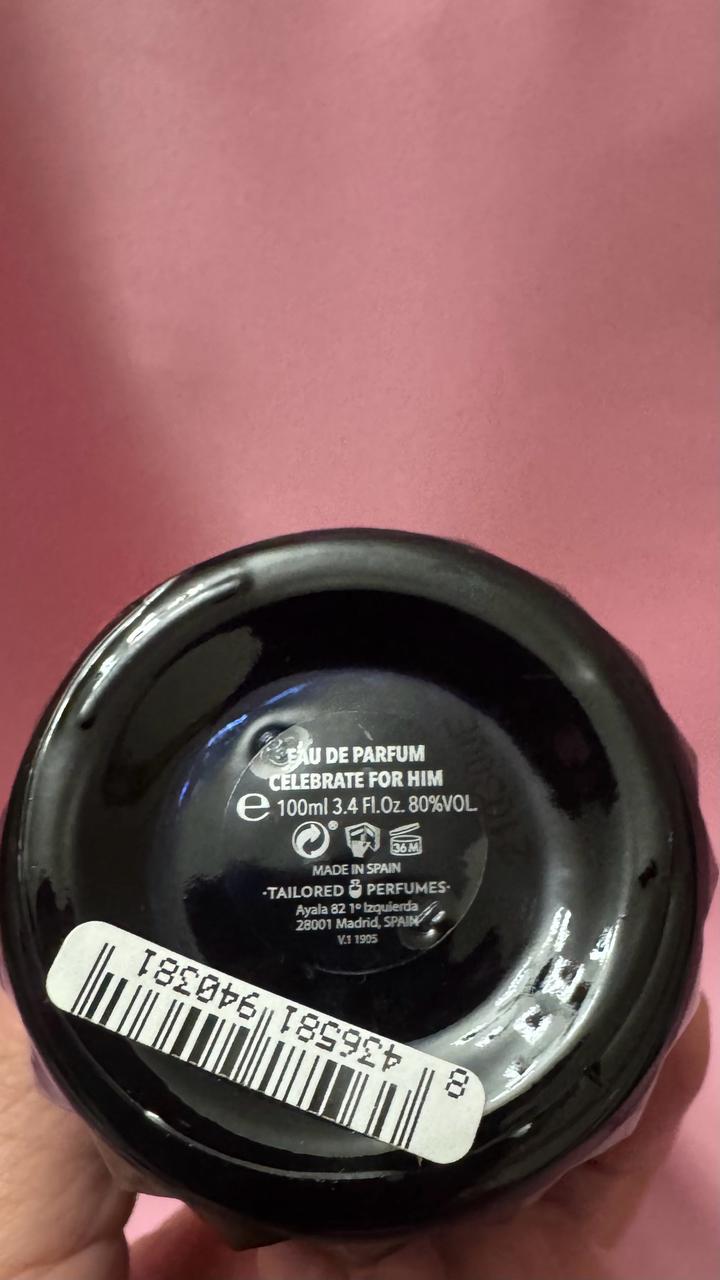 EAU DE PARFUM
CELEBRATE FOR HIM
℮ 100ml 3.4 Fl.Oz. 80%VOL.
36 M
MADE IN SPAIN
·TAILORED PERFUMES·
Ayala 82 1º Izquierda
28001 Madrid, SPAIN
V.1 1905
8 436581 940381